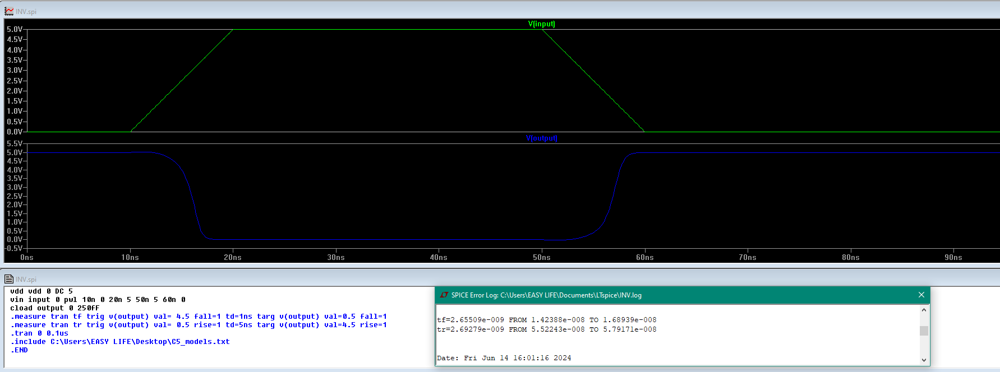 INV.spi
V(input)
5.0V
4.5V
4.0V
3.5V
3.0V
2.5V
2.0V
1.5V
1.0V
0.5V
0.0V
V(output)
5.5V
5.0V
4.5V
4.0V
3.5V
3.0V
2.5V
2.0V
1.5V
1.0V
0.5V
0.0V
-0.5V
0ns 10ns 20ns 30ns 40ns 50ns 60ns 70ns 80ns 90ns
INV.spi
vdd vdd 0 DC 5
vin input 0 pwl 10n 0 20n 5 50n 5 60n 0
cload output 0 250fF
.measure tran tf trig v(output) val= 4.5 fall=1 td=1ns targ v(output) val=0.5 fall=1
.measure tran tr trig v(output) val= 0.5 rise=1 td=5ns targ v(output) val=4.5 rise=1
.tran 0 0.1us
.include C:\Users\EASY LIFE\Desktop\C5_models.txt
.END
SPICE Error Log: C:\Users\EASY LIFE\Documents\LTspice\INV.log
tf=2.65509e-009 FROM 1.42388e-008 TO 1.68939e-008
tr=2.69279e-009 FROM 5.52243e-008 TO 5.79171e-008
Date: Fri Jun 14 16:01:16 2024